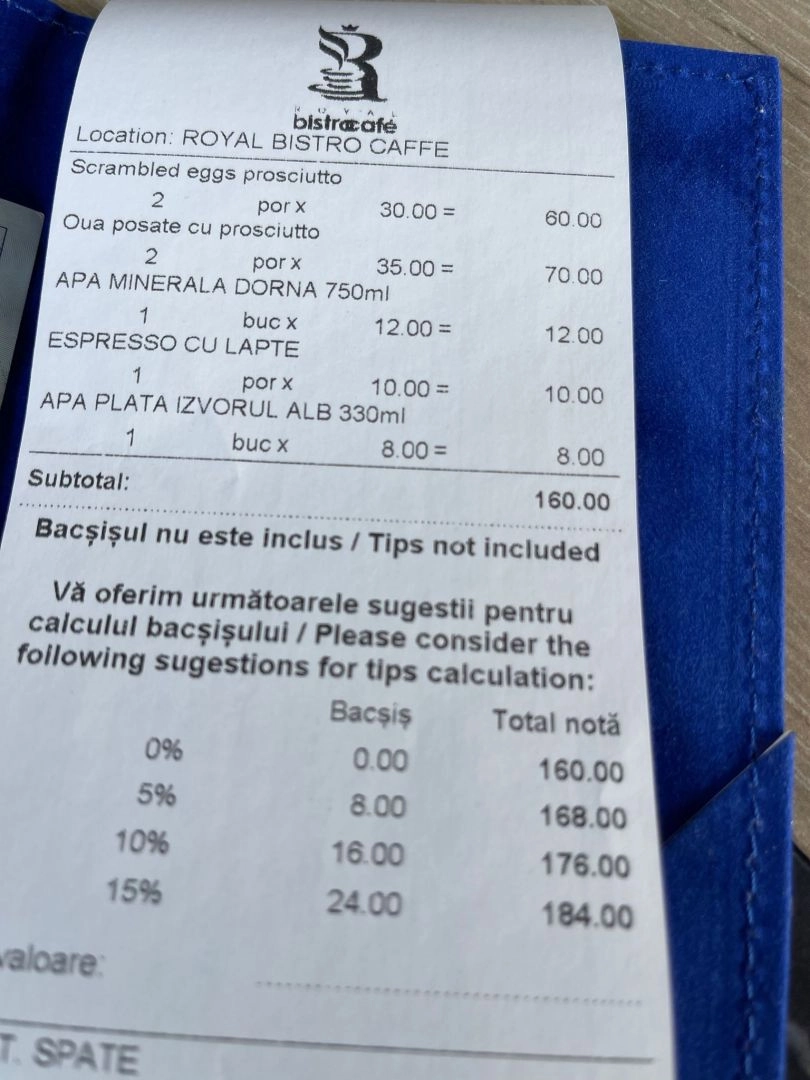 R
ROYAL
bistrocafé
Location: ROYAL BISTRO CAFFE
Scrambled eggs prosciutto
2 por x 30.00 = 60.00
Oua posate cu prosciutto
2 por x 35.00 = 70.00
APA MINERALA DORNA 750ml
1 buc x 12.00 = 12.00
ESPRESSO CU LAPTE
1 por x 10.00 = 10.00
APA PLATA IZVORUL ALB 330ml
1 buc x 8.00 = 8.00
Subtotal: 160.00
Bacșișul nu este inclus / Tips not included
Vă oferim următoarele sugestii pentru
calculul bacșișului / Please consider the
following sugestions for tips calculation:
Bacșiș Total notă
0% 0.00 160.00
5% 8.00 168.00
10% 16.00 176.00
15% 24.00 184.00
valoare:
T. SPATE